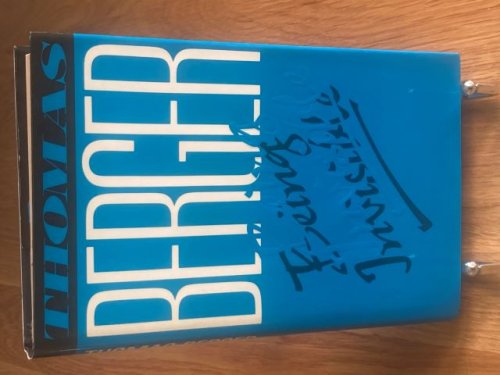 THOMAS
BERGER
Being
Invisible